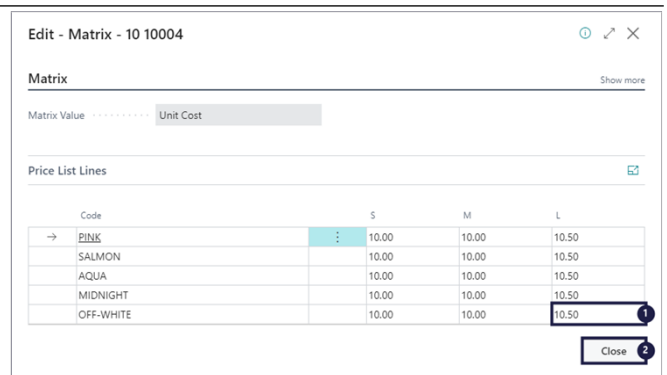 Edit - Matrix - 10 10004
Matrix
Show more
Matrix Value
Unit Cost
Price List Lines
Code S M L
PINK 10.00 10.00 10.50
SALMON 10.00 10.00 10.50
AQUA 10.00 10.00 10.50
MIDNIGHT 10.00 10.00 10.50
OFF-WHITE 10.00 10.00 10.50 1
Close 2